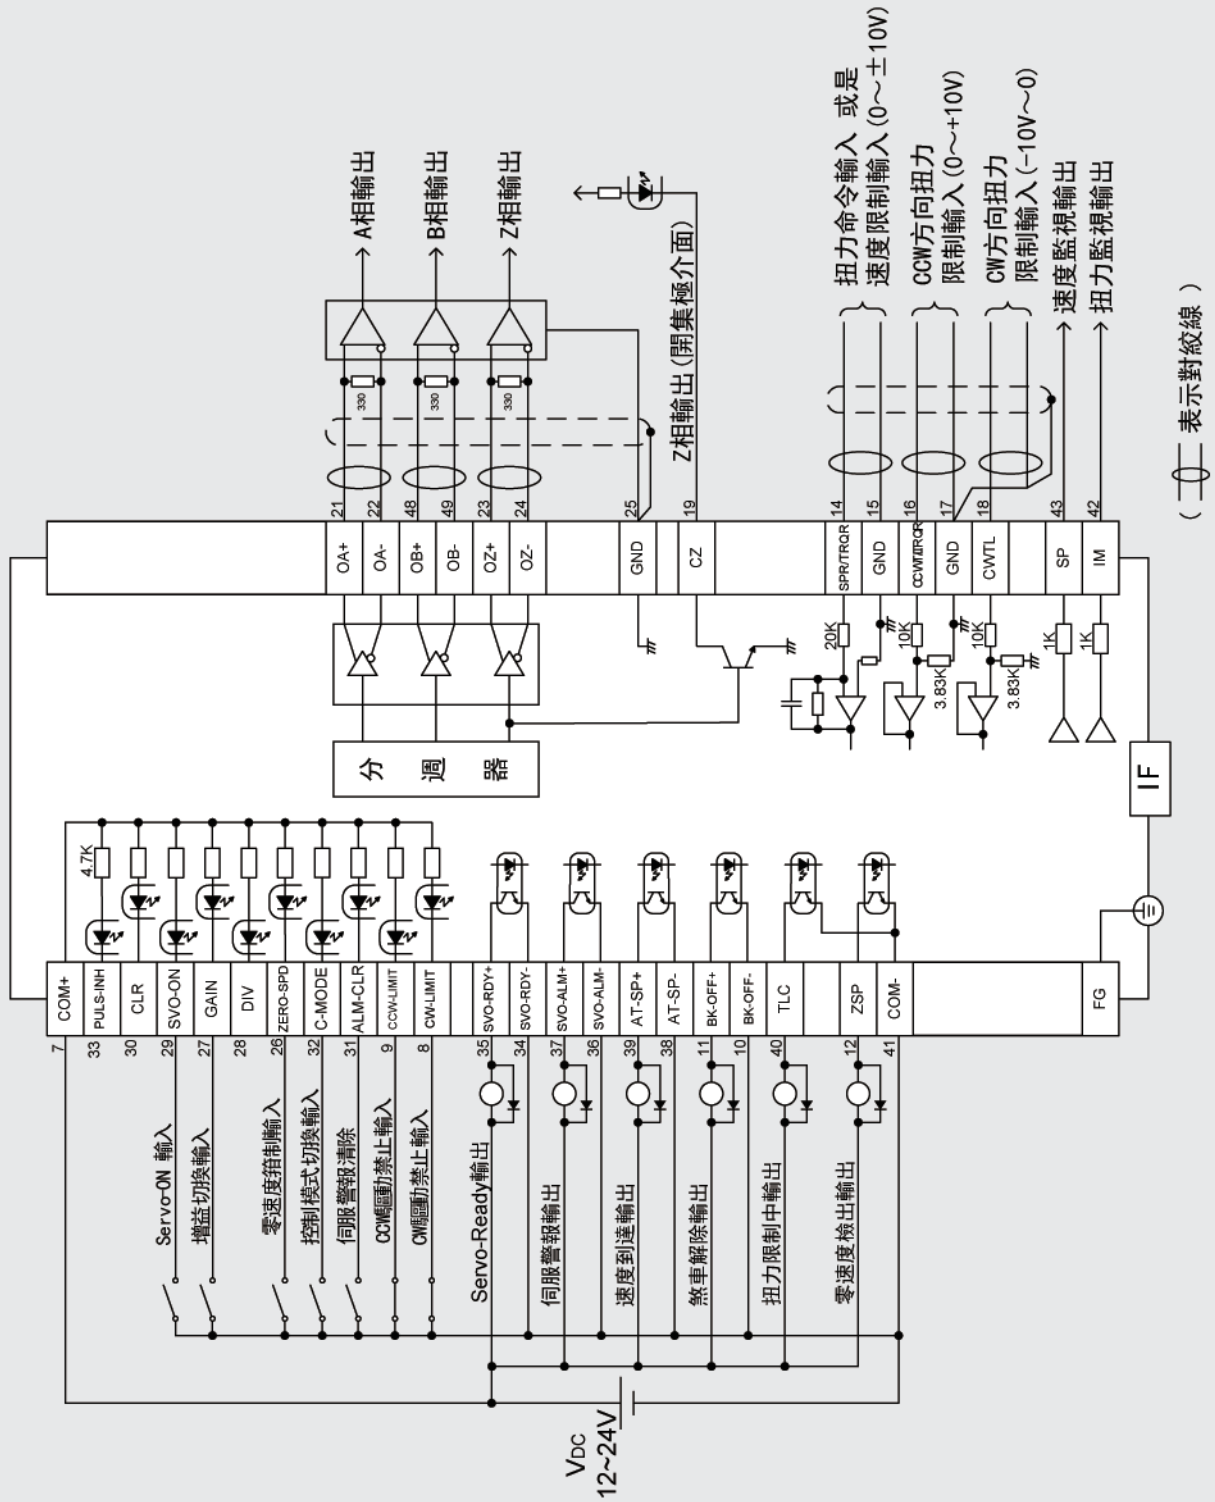 COM+
PULS-INH
CLR
SVO-ON
GAIN
DIV
ZERO-SPD
C-MODE
ALM-CLR
CCW-LIMIT
CW-LIMIT
SVO-RDY+
SVO-RDY-
SVO-ALM+
SVO-ALM-
AT-SP+
AT-SP-
BK-OFF+
BK-OFF-
TLC
ZSP
COM-
FG
7
33
30
29
27
28
26
32
31
9
8
35
34
37
36
39
38
11
10
40
12
41
Servo-ON 輸入
增益切換輸入
零速度箝制輸入
控制模式切換輸入
伺服警報清除
CCW驅動禁止輸入
CW驅動禁止輸入
Servo-Ready輸出
伺服警報輸出
速度到達輸出
煞車解除輸出
扭力限制中輸出
零速度檢出輸出
VDC
12~24V
4.7K
分週器
IF
OA+
OA-
OB+
OB-
OZ+
OZ-
GND
CZ
SPR/TRQR
GND
CCWTL/TRQR
GND
CWTL
SP
IM
21
22
48
49
23
24
25
19
14
15
16
17
18
43
42
20K
10K
3.83K
10K
3.83K
1K
1K
330
330
330
A相輸出
B相輸出
Z相輸出
Z相輸出(開集極介面)
扭力命令輸入 或是
速度限制輸入(0～±10V)
CCW方向扭力
限制輸入(0～+10V)
CW方向扭力
限制輸入(-10V～0)
速度監視輸出
扭力監視輸出
( 表示對絞線 )